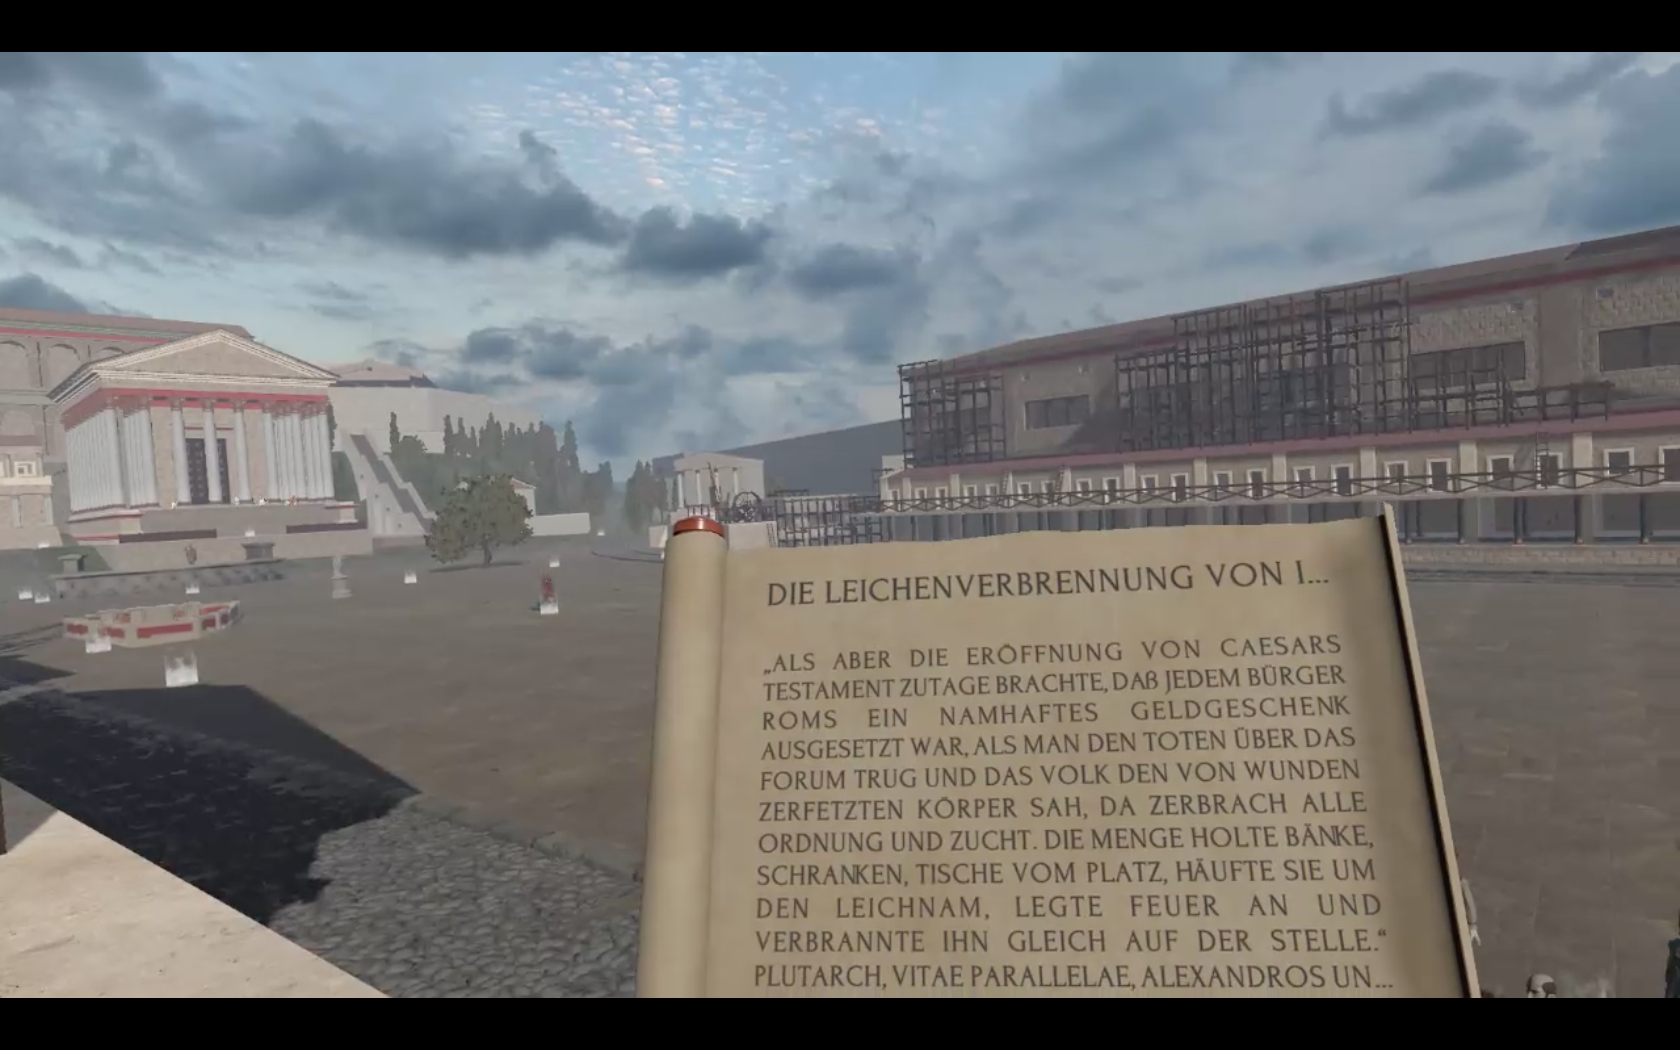 DIE LEICHENVERBRENNUNG VON I...
„ALS ABER DIE ERÖFFNUNG VON CAESARS
TESTAMENT ZUTAGE BRACHTE, DAß JEDEM BÜRGER
ROMS EIN NAMHAFTES GELDGESCHENK
AUSGESETZT WAR, ALS MAN DEN TOTEN ÜBER DAS
FORUM TRUG UND DAS VOLK DEN VON WUNDEN
ZERFETZTEN KÖRPER SAH, DA ZERBRACH ALLE
ORDNUNG UND ZUCHT. DIE MENGE HOLTE BÄNKE,
SCHRANKEN, TISCHE VOM PLATZ, HÄUFTE SIE UM
DEN LEICHNAM, LEGTE FEUER AN UND
VERBRANNTE IHN GLEICH AUF DER STELLE.“
PLUTARCH, VITAE PARALLELAE, ALEXANDROS UN...